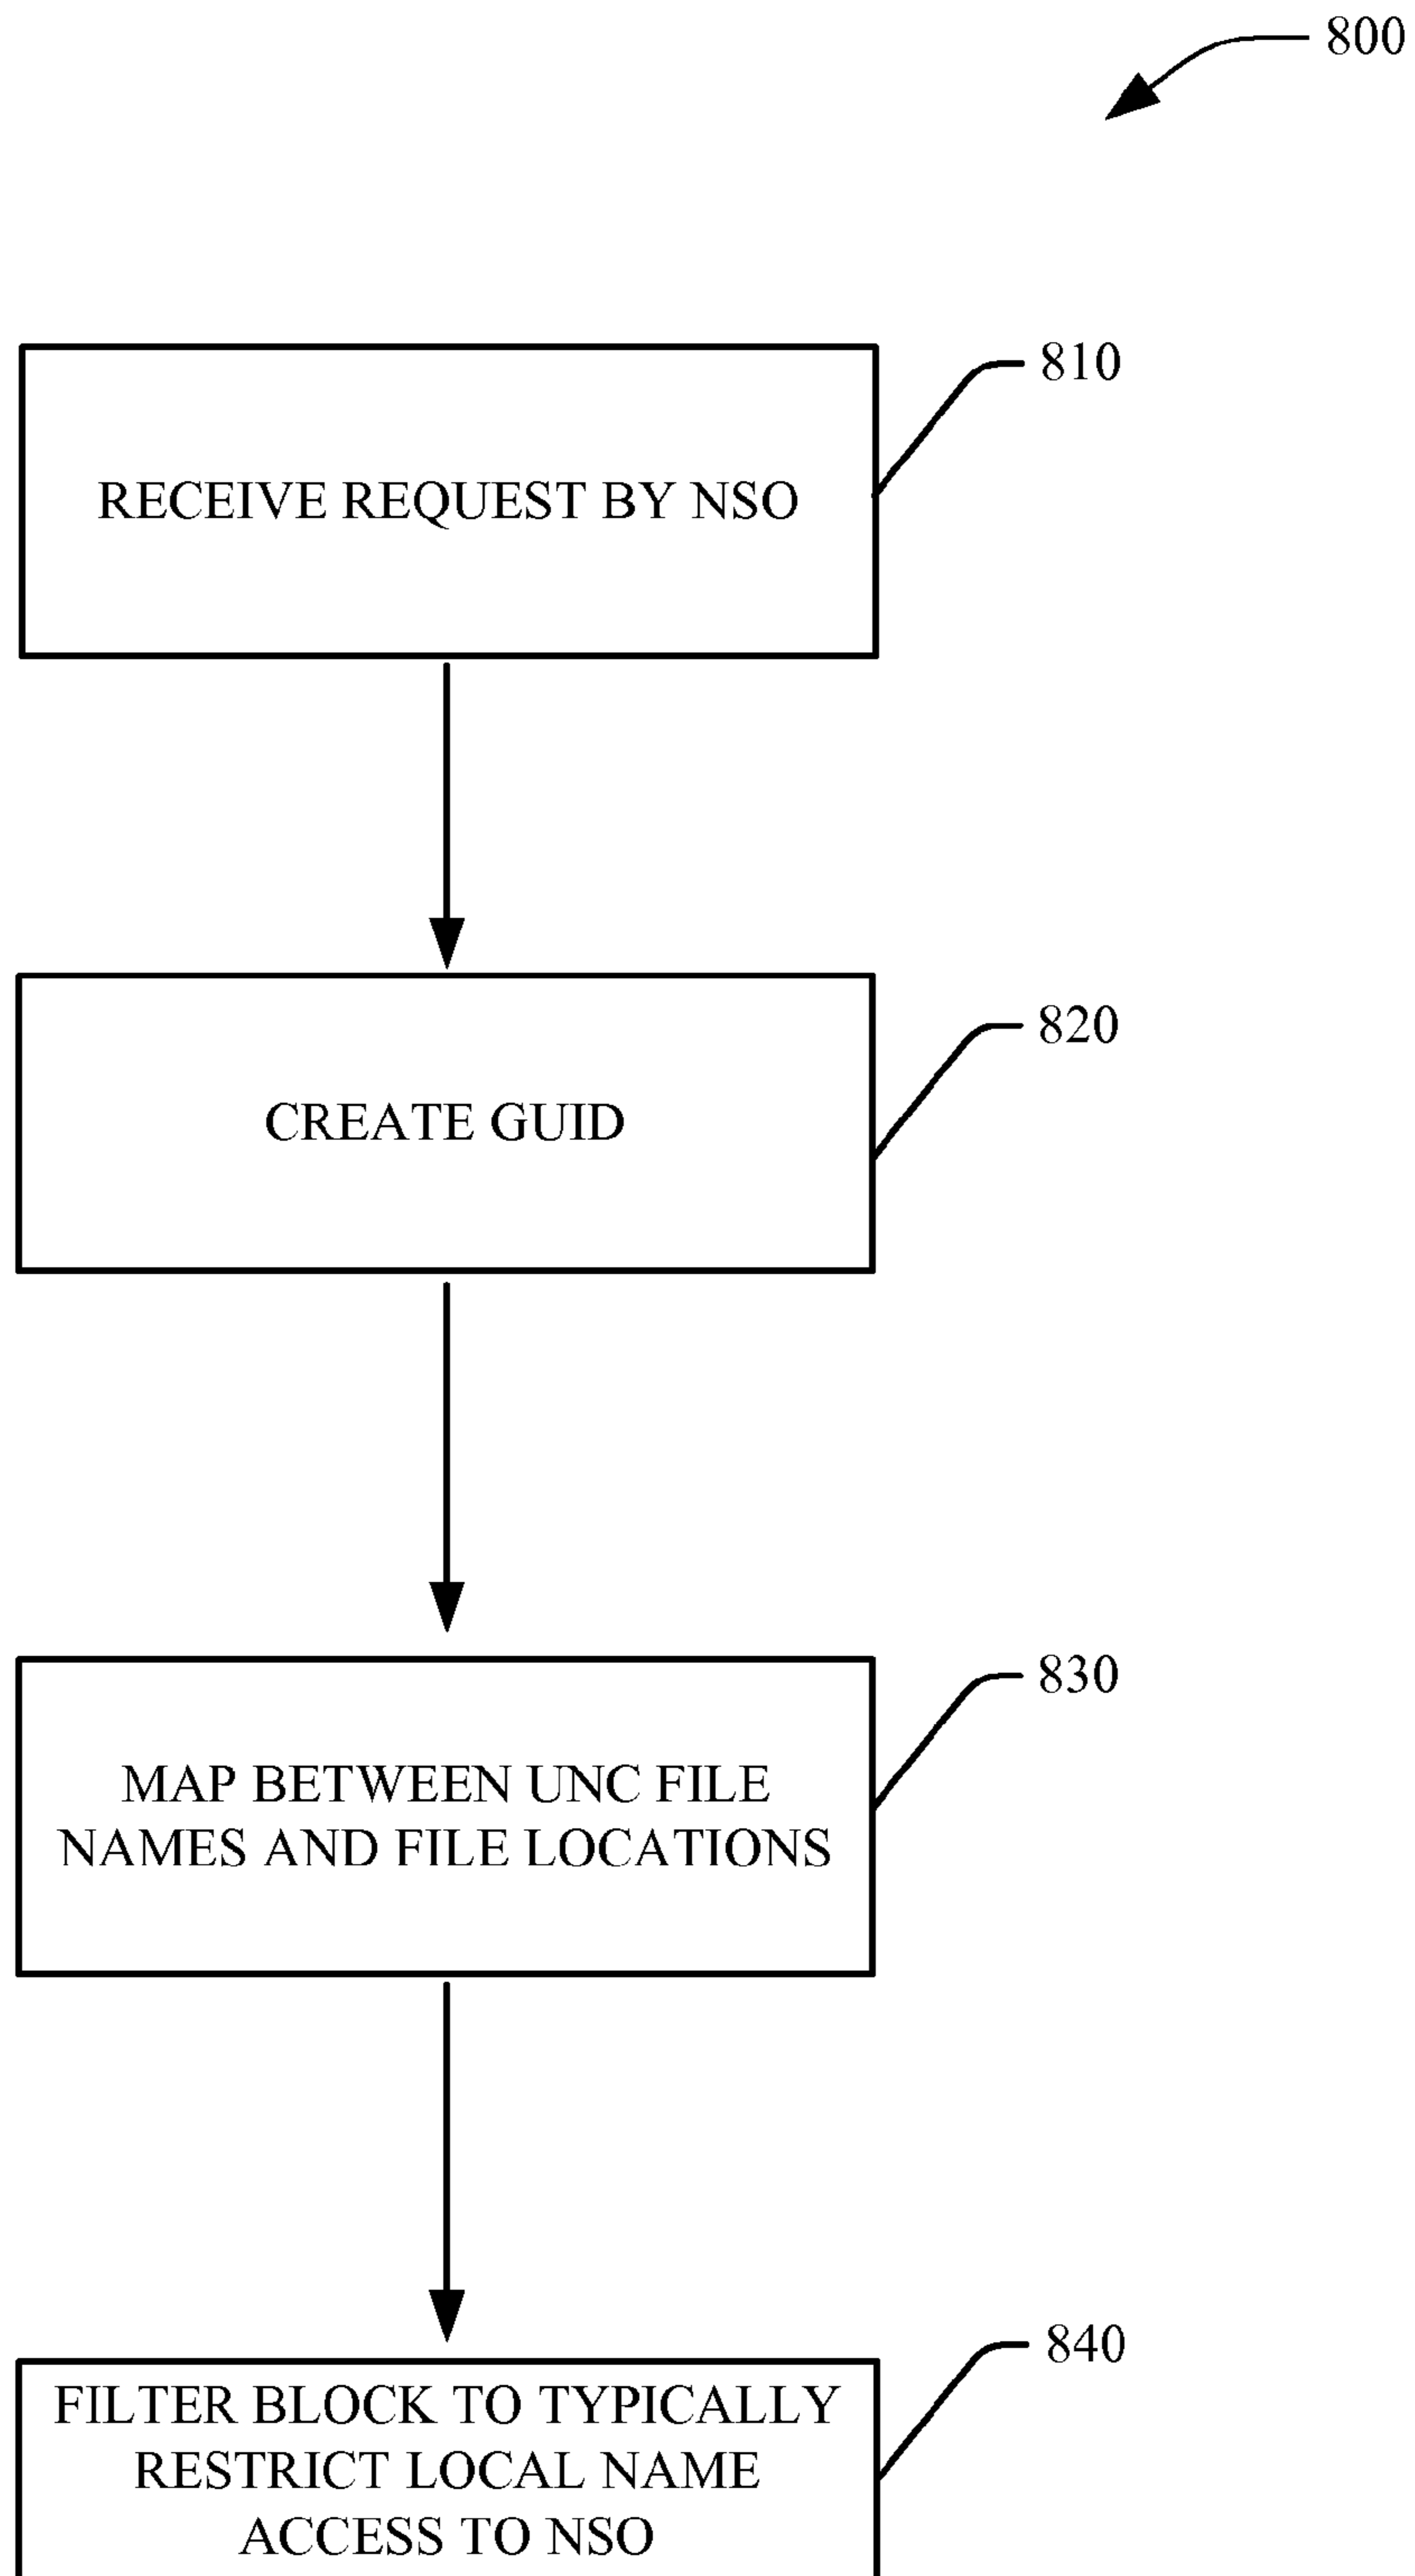 800
810
RECEIVE REQUEST BY NSO
820
CREATE GUID
830
MAP BETWEEN UNC FILE
NAMES AND FILE LOCATIONS
840
FILTER BLOCK TO TYPICALLY
RESTRICT LOCAL NAME
ACCESS TO NSO